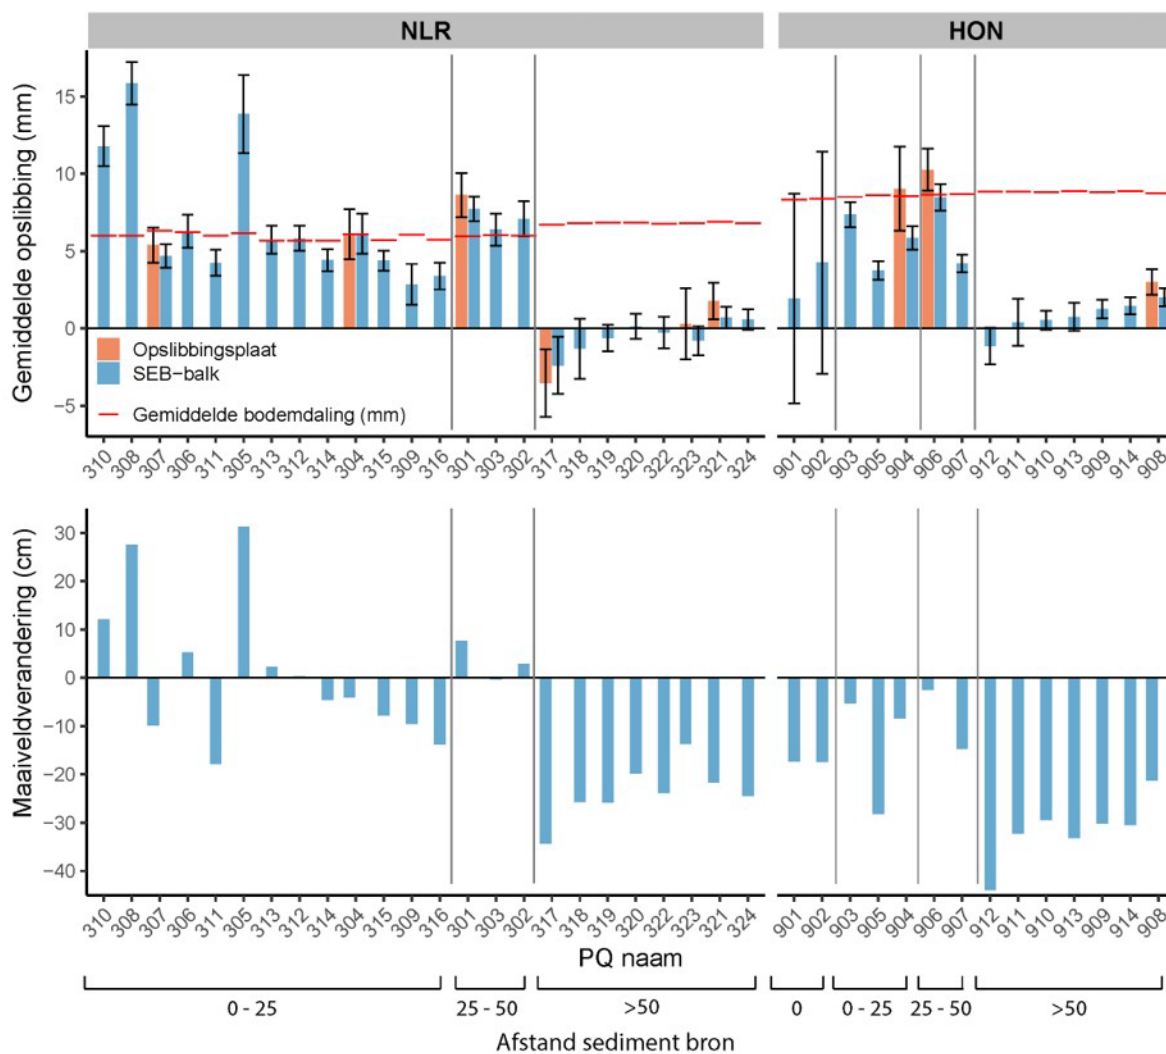 NLR
HON
Gemiddelde opslibbing (mm)
15
10
5
0
−5
Opslibbingsplaat
SEB−balk
Gemiddelde bodemdaling (mm)
310 308 307 306 311 305 313 312 314 304 315 309 316 301 303 302 317 318 319 320 322 323 321 324
901 902 903 905 904 906 907 912 911 910 913 909 914 908
Maaiveldverandering (cm)
30
20
10
0
−10
−20
−30
−40
310 308 307 306 311 305 313 312 314 304 315 309 316 301 303 302 317 318 319 320 322 323 321 324
901 902 903 905 904 906 907 912 911 910 913 909 914 908
PQ naam
0 - 25 25 - 50 >50 0 0 - 25 25 - 50 >50
Afstand sediment bron